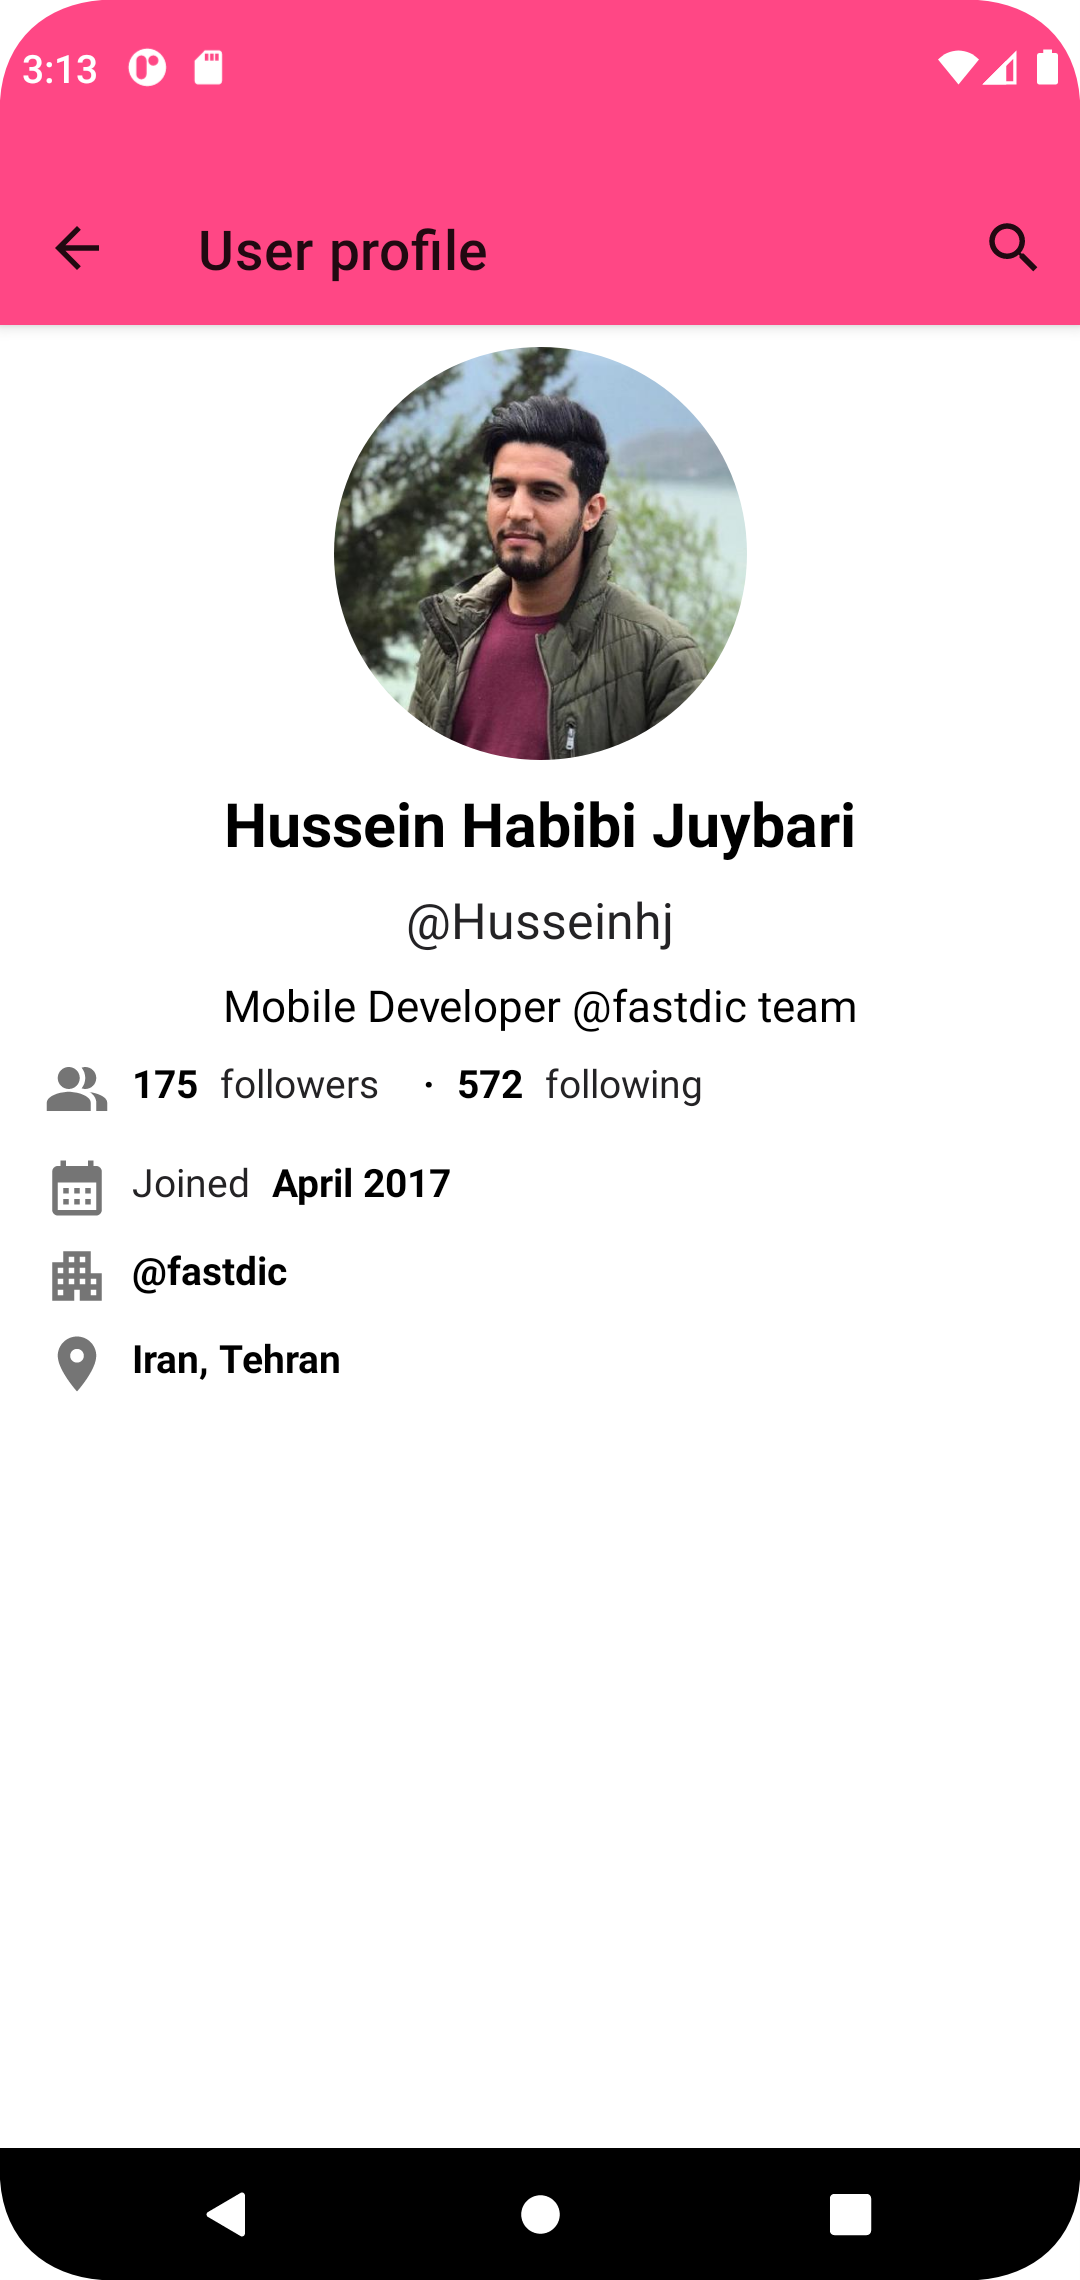 3:13
User profile
Hussein Habibi Juybari
@Husseinhj
Mobile Developer @fastdic team
175 followers · 572 following
Joined April 2017
@fastdic
Iran, Tehran